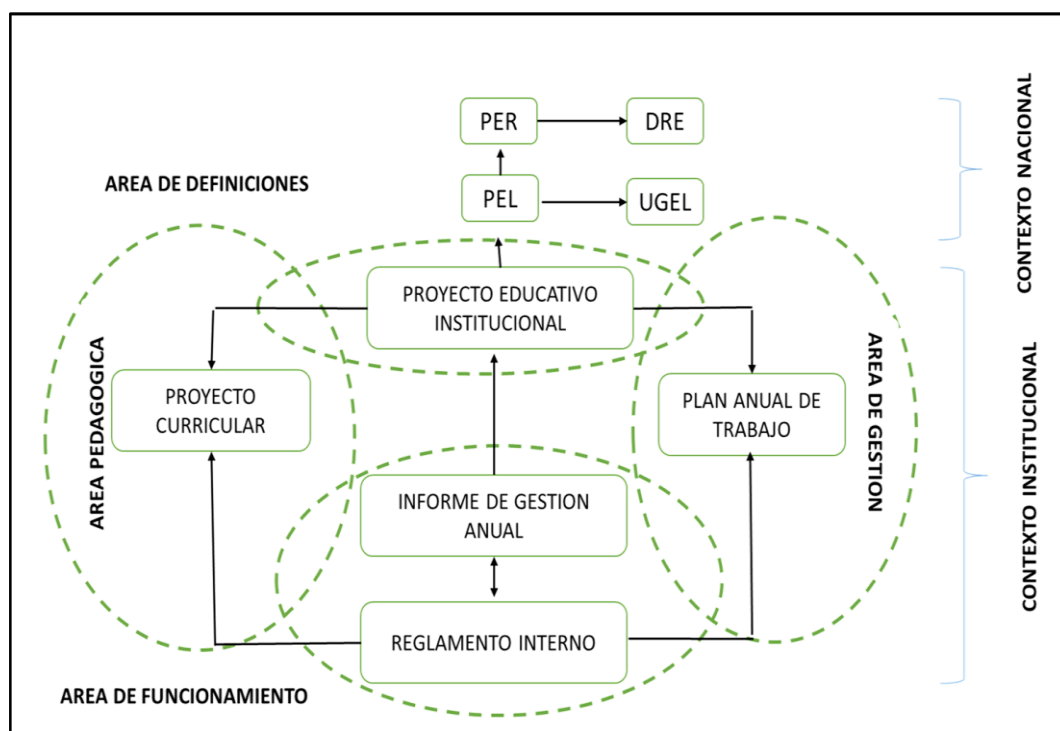 PER
DRE
CONTEXTO NACIONAL
AREA DE DEFINICIONES
PEL
UGEL
PROYECTO EDUCATIVO
INSTITUCIONAL
AREA PEDAGOGICA
PROYECTO
CURRICULAR
PLAN ANUAL DE
TRABAJO
AREA DE GESTION
CONTEXTO INSTITUCIONAL
INFORME DE GESTION
ANUAL
REGLAMENTO INTERNO
AREA DE FUNCIONAMIENTO